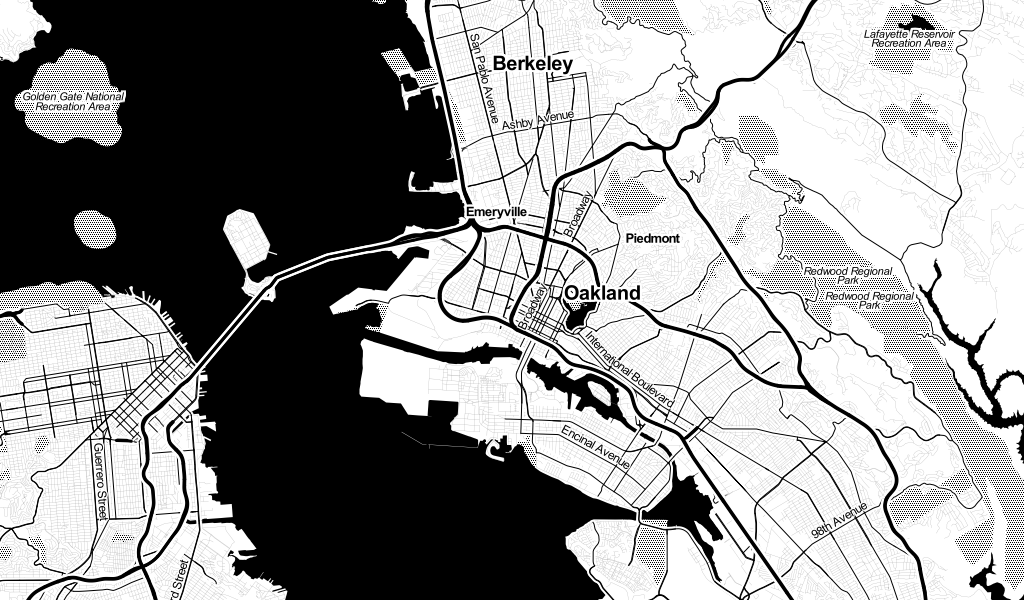 Lafayette Reservoir
Recreation Area
San Pablo Avenue
Berkeley
Golden Gate National
Recreation Area
Ashby Avenue
Emeryville
Broadway
Piedmont
Redwood Regional
Park
Oakland
Redwood Regional
Park
Broadway
International Boulevard
Encinal Avenue
Guerrero Street
98th Avenue
rd Street